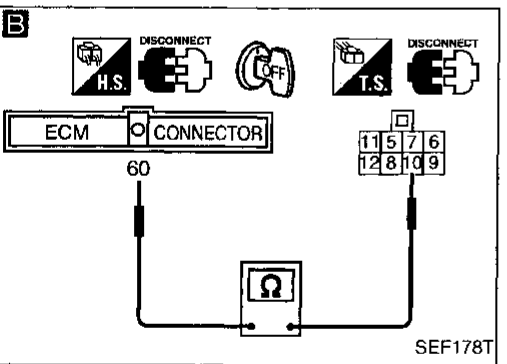 B
DISCONNECT
DISCONNECT
H.S.
OFF
T.S.
ECM
CONNECTOR
11 5 7 6
12 8 10 9
60
Ω
SEF178T